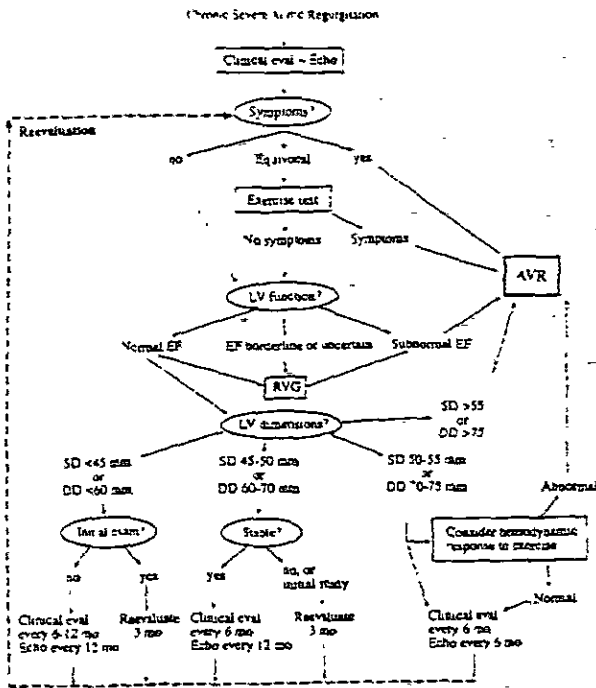 Chronic Severe Aortic Regurgitation
Clinical eval + Echo
Reevaluation
Symptoms?
no
Equivocal
yes
Exercise test
No symptoms
Symptoms
AVR
LV function?
Normal EF
EF borderline or uncertain
Subnormal EF
RVG
LV dimensions?
SD >55
or
DD >75
SD <45 mm
or
DD <60 mm
SD 45-50 mm
or
DD 60-70 mm
SD 50-55 mm
or
DD 70-75 mm
Abnormal
Initial exam?
Stable?
Consider hemodynamic
response to exercise
no
yes
yes
no, or
initial study
Normal
Clinical eval
every 6-12 mo
Echo every 12 mo
Reevaluate
3 mo
Clinical eval
every 6 mo
Echo every 12 mo
Reevaluate
3 mo
Clinical eval
every 6 mo
Echo every 6 mo